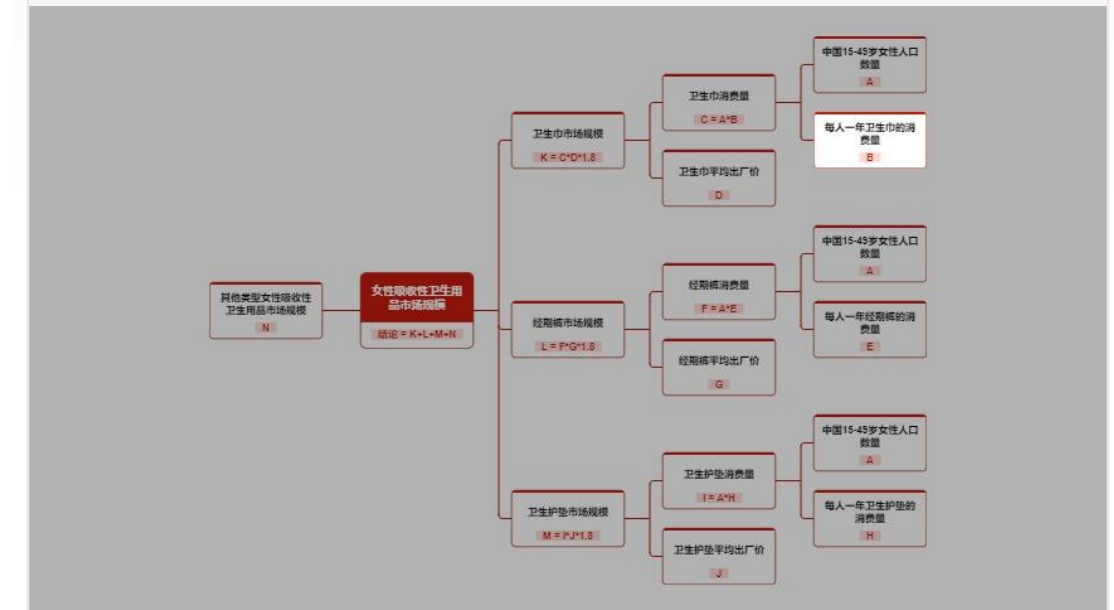 中国15-49岁女性人口
数量
A
卫生巾消费量
C = A*B
每人一年卫生巾的消
费量
B
卫生巾市场规模
K = C*D*1.8
卫生巾平均出厂价
D
中国15-49岁女性人口
数量
A
经期裤消费量
F = A*E
其他类型女性吸收性
卫生用品市场规模
N
女性吸收性卫生用
品市场规模
结论 = K+L+M+N
经期裤市场规模
L = F*G*1.8
每人一年经期裤的消
费量
E
经期裤平均出厂价
G
中国15-49岁女性人口
数量
A
卫生护垫消费量
I = A*H
卫生护垫市场规模
M = I*J*1.8
每人一年卫生护垫的
消费量
H
卫生护垫平均出厂价
J